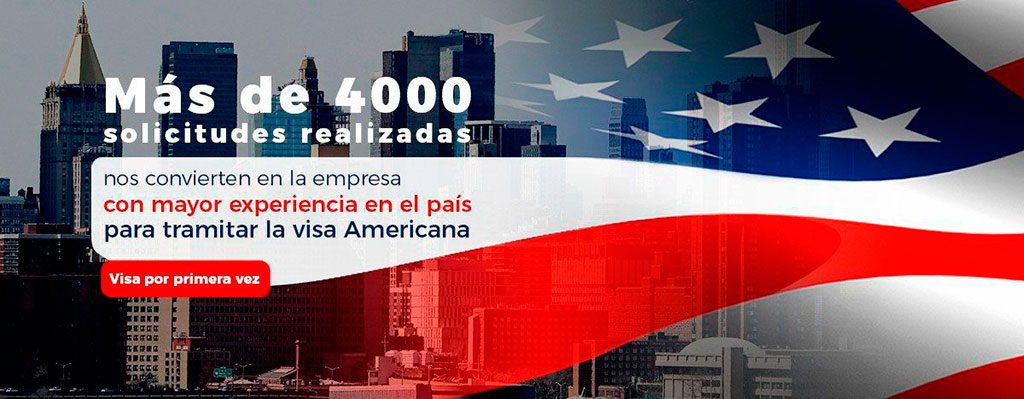 Más de 4000
solicitudes realizadas
nos convierten en la empresa
con mayor experiencia en el país
para tramitar la visa Americana
Visa por primera vez